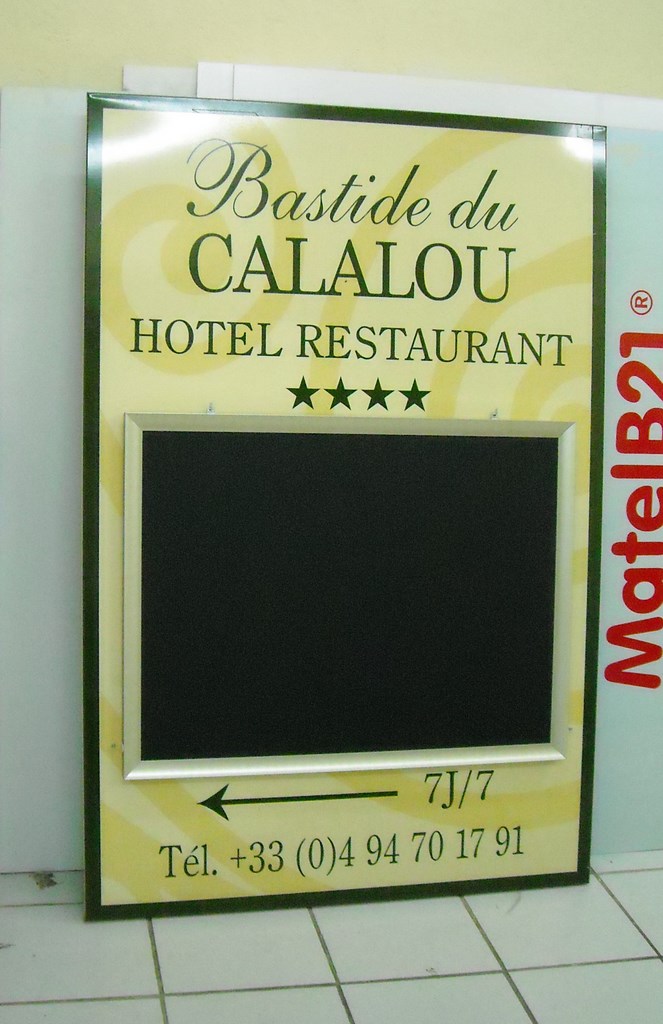 Bastide du
CALALOU
HOTEL RESTAURANT
★★★★
7J/7
Tél. +33 (0)4 94 70 17 91
MatelB21®